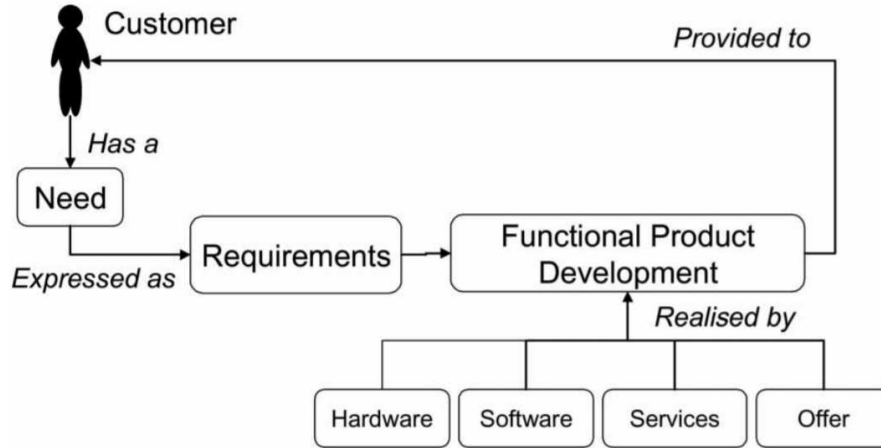 Customer
Provided to
Has a
Need
Expressed as
Requirements
Functional Product
Development
Realised by
Hardware
Software
Services
Offer